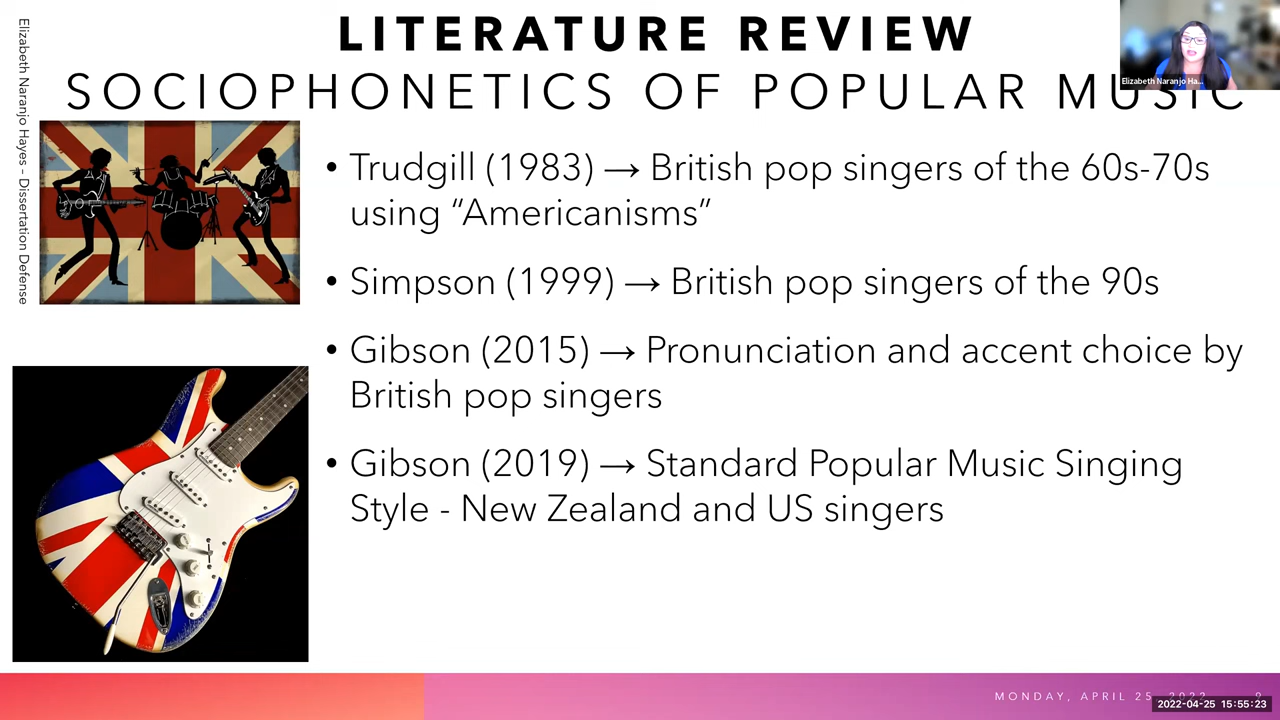 LITERATURE REVIEW
SOCIOPHONETICS OF POPULAR MUSIC
Elizabeth Naranjo Ha...
Elizabeth Naranjo Hayes – Dissertation Defense
• Trudgill (1983) → British pop singers of the 60s-70s
using “Americanisms”
• Simpson (1999) → British pop singers of the 90s
• Gibson (2015) → Pronunciation and accent choice by
British pop singers
• Gibson (2019) → Standard Popular Music Singing
Style - New Zealand and US singers
MONDAY, APRIL 25, 2022 9
2022-04-25 15:55:23